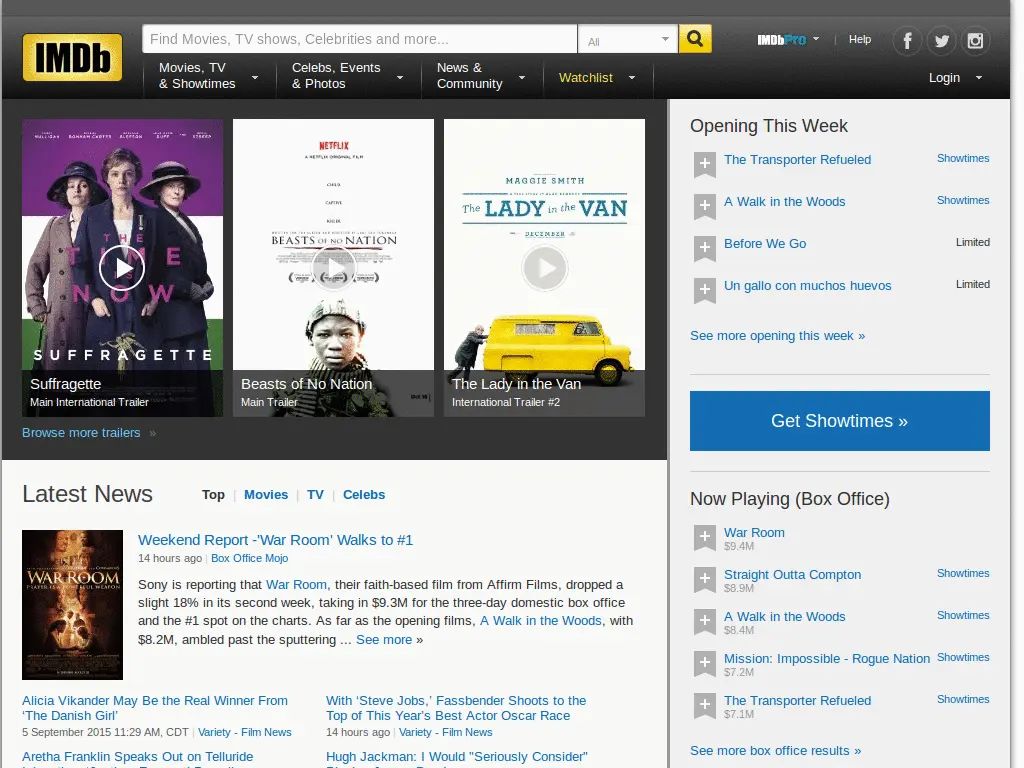 IMDb
Find Movies, TV shows, Celebrities and more...
All
IMDbPro
Help
Movies, TV
& Showtimes
Celebs, Events
& Photos
News &
Community
Watchlist
Login
THE
TIME
IS
NOW
SUFFRAGETTE
Suffragette
Main International Trailer
NETFLIX
A NETFLIX ORIGINAL FILM
CHILD
CAPTIVE
KILLER
BEASTS OF NO NATION
Beasts of No Nation
Main Trailer
MAGGIE SMITH
The LADY in the VAN
DECEMBER
The Lady in the Van
International Trailer #2
Browse more trailers »
Opening This Week
The Transporter Refueled Showtimes
A Walk in the Woods Showtimes
Before We Go Limited
Un gallo con muchos huevos Limited
See more opening this week »
Get Showtimes »
Now Playing (Box Office)
War Room
$9.4M
Straight Outta Compton Showtimes
$8.9M
A Walk in the Woods Showtimes
$8.4M
Mission: Impossible - Rogue Nation Showtimes
$7.2M
The Transporter Refueled Showtimes
$7.1M
See more box office results »
Latest News
Top | Movies | TV | Celebs
WAR ROOM
PRAYER IS A POWERFUL WEAPON
Weekend Report -'War Room' Walks to #1
14 hours ago | Box Office Mojo
Sony is reporting that War Room, their faith-based film from Affirm Films, dropped a
slight 18% in its second week, taking in $9.3M for the three-day domestic box office
and the #1 spot on the charts. As far as the opening films, A Walk in the Woods, with
$8.2M, ambled past the sputtering ... See more »
Alicia Vikander May Be the Real Winner From
‘The Danish Girl’
5 September 2015 11:29 AM, CDT | Variety - Film News
With ‘Steve Jobs,’ Fassbender Shoots to the
Top of This Year's Best Actor Oscar Race
14 hours ago | Variety - Film News
Aretha Franklin Speaks Out on Telluride
Hugh Jackman: I Would "Seriously Consider"